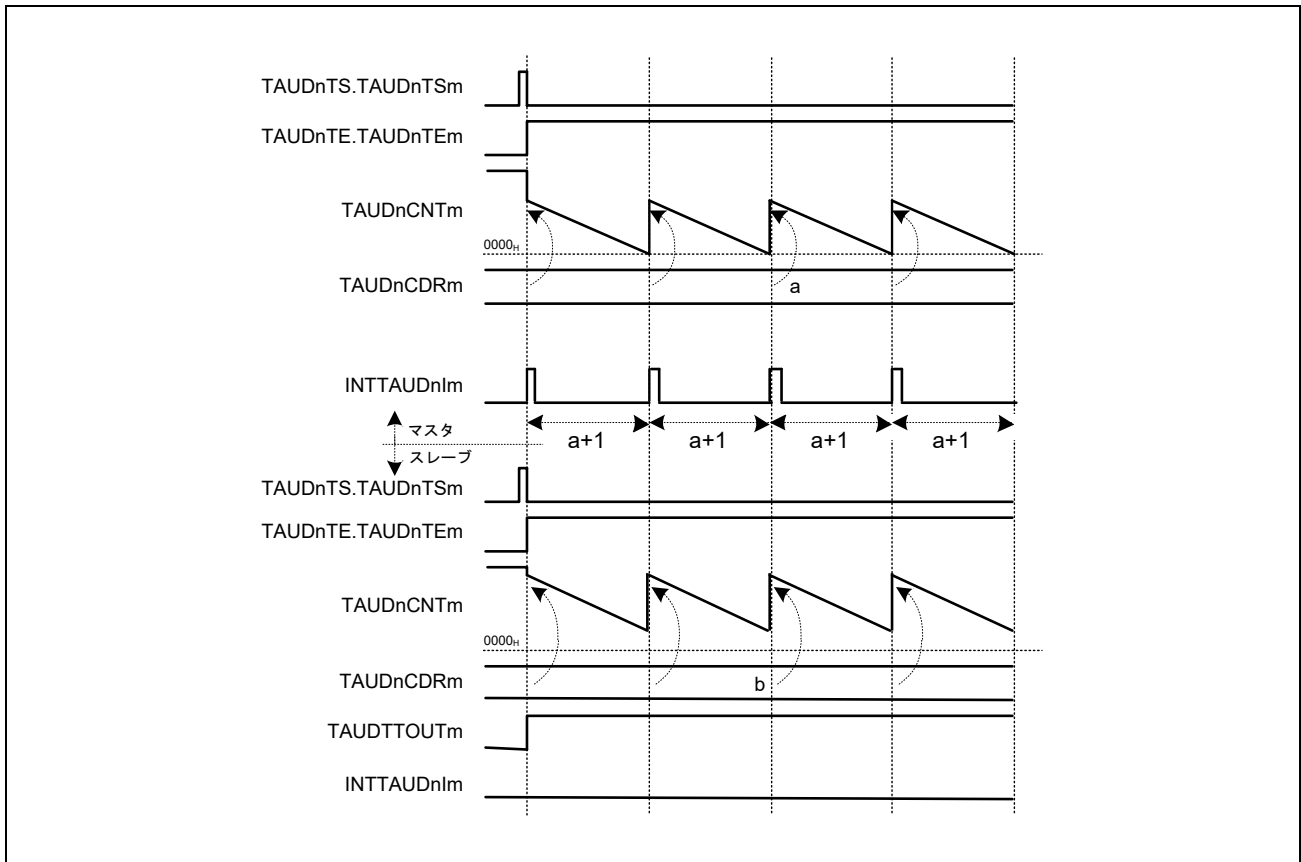 TAUDnTS.TAUDnTSm
TAUDnTE.TAUDnTEm
TAUDnCNTm
0000H
TAUDnCDRm
a
INTTAUDnIm
マスタ
a+1 a+1 a+1 a+1
スレーブ
TAUDnTS.TAUDnTSm
TAUDnTE.TAUDnTEm
TAUDnCNTm
0000H
TAUDnCDRm
b
TAUDTTOUTm
INTTAUDnIm